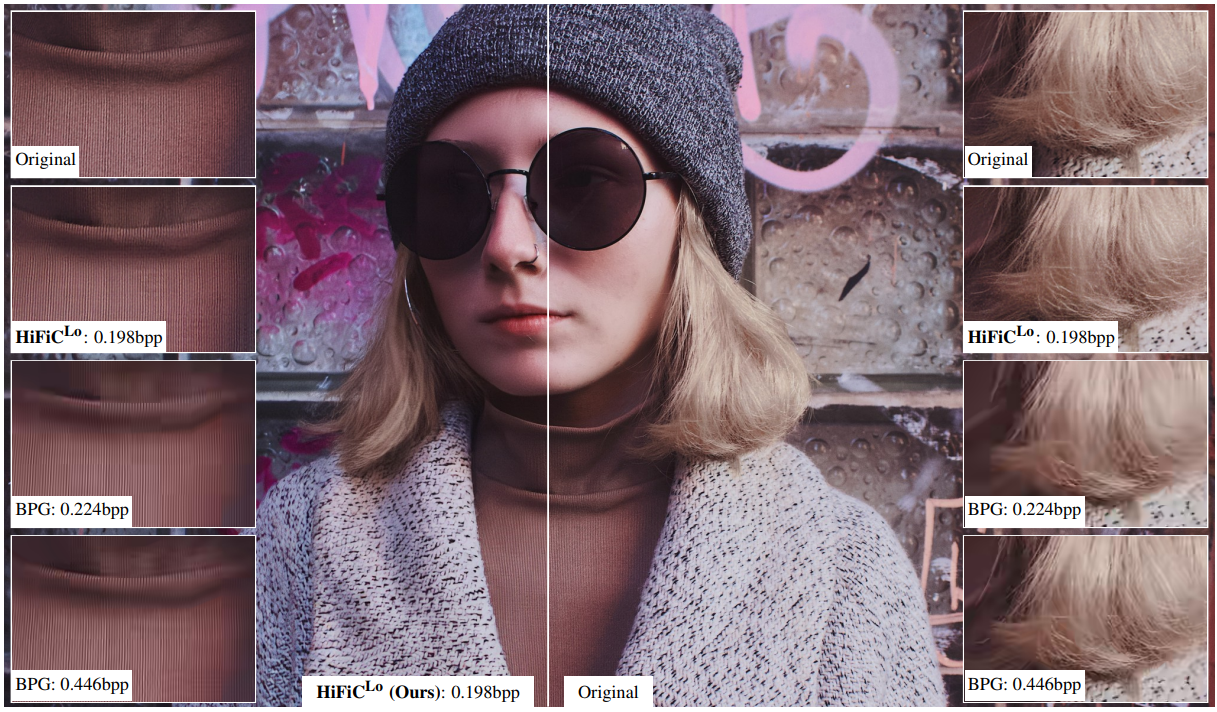 Original
HiFiC^Lo: 0.198bpp
BPG: 0.224bpp
BPG: 0.446bpp
HiFiC^Lo (Ours): 0.198bpp
Original
Original
HiFiC^Lo: 0.198bpp
BPG: 0.224bpp
BPG: 0.446bpp